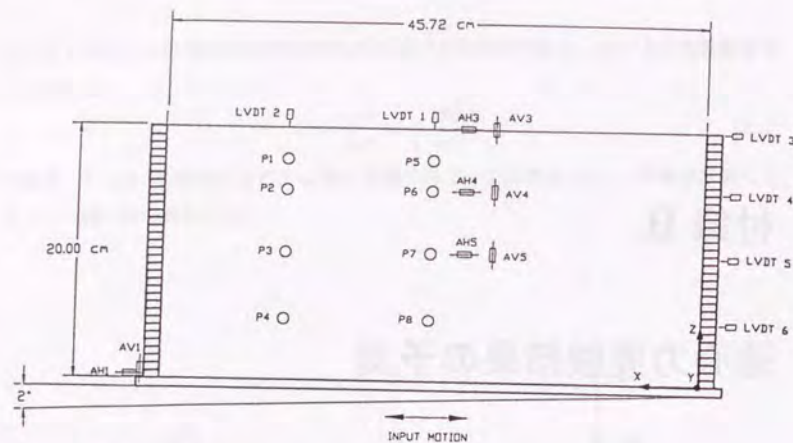 45.72 CM
LVDT 2
LVDT 1
AH3
AV3
LVDT 3
P1
P5
P2
P6
AH4
AV4
LVDT 4
20.00 CM
P3
P7
AH5
AV5
LVDT 5
P4
P8
LVDT 6
Z
AV1
AH1
X
Y
2°
INPUT MOTION